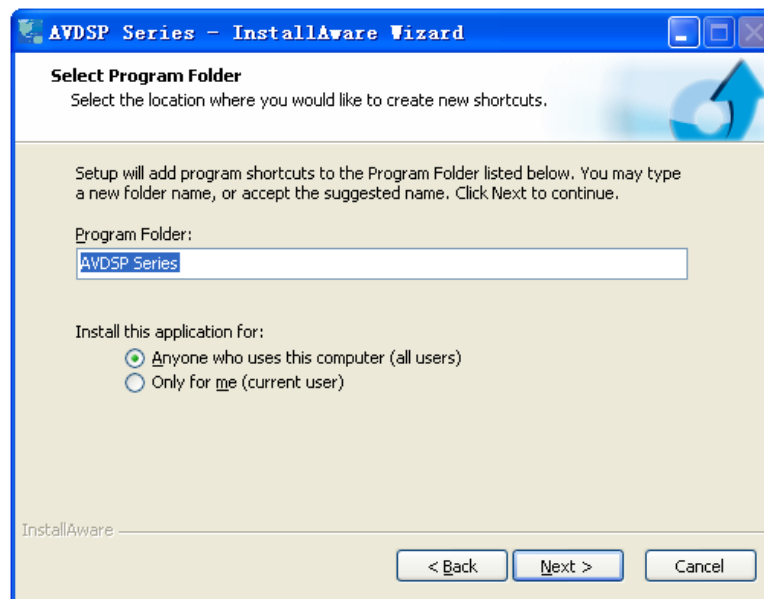 AVDSP Series - InstallAware Wizard
Select Program Folder
Select the location where you would like to create new shortcuts.
Setup will add program shortcuts to the Program Folder listed below. You may type
a new folder name, or accept the suggested name. Click Next to continue.
Program Folder:
AVDSP Series
Install this application for:
Anyone who uses this computer (all users)
Only for me (current user)
InstallAware
< Back
Next >
Cancel